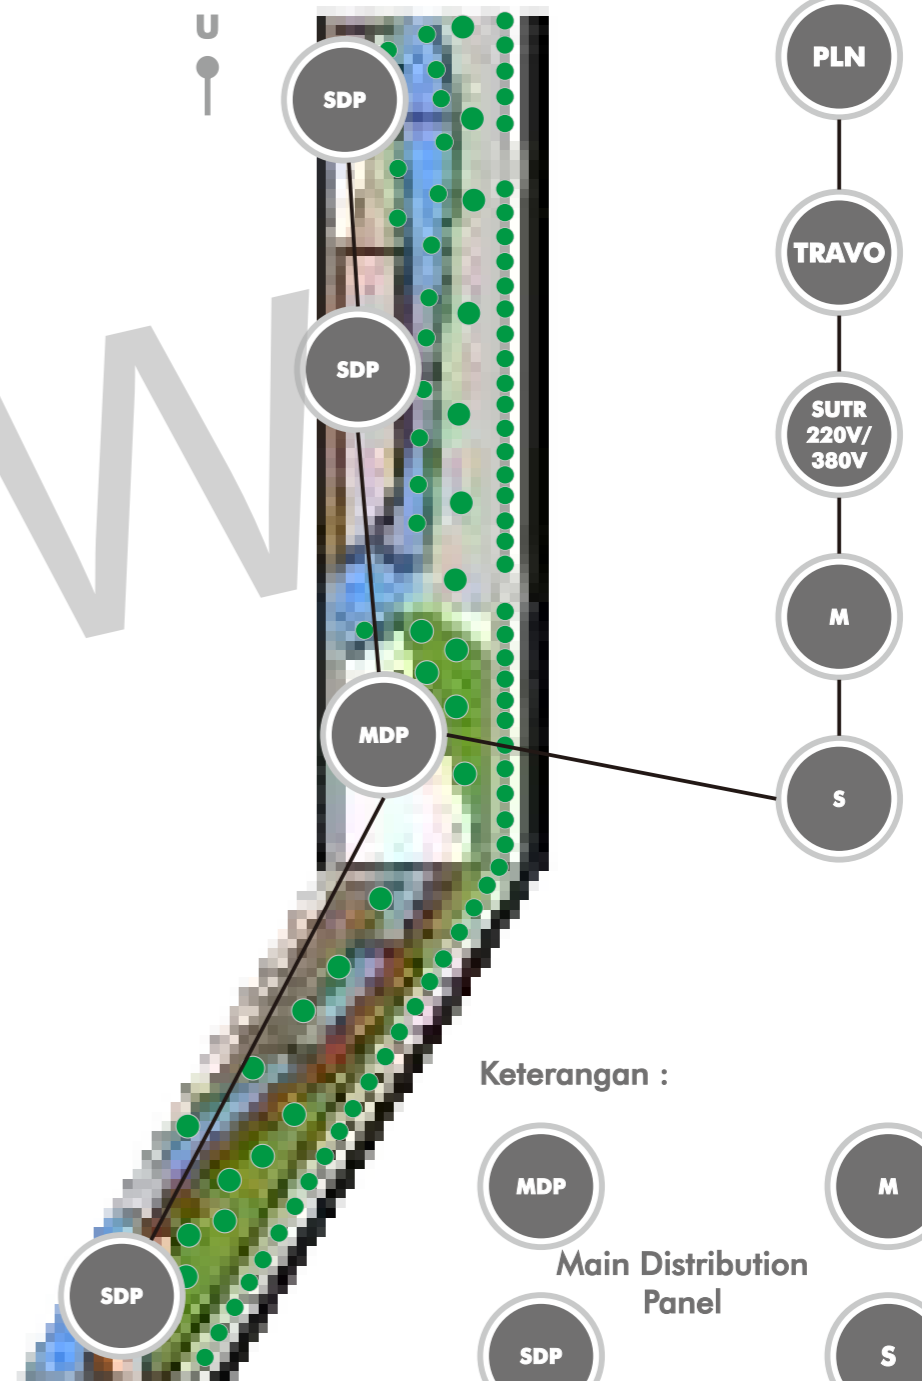 U
SDP
PLN
TRAVO
SDP
SUTR
220V/
380V
W
M
MDP
S
Keterangan :
MDP
M
Main Distribution
Panel
SDP
SDP
S